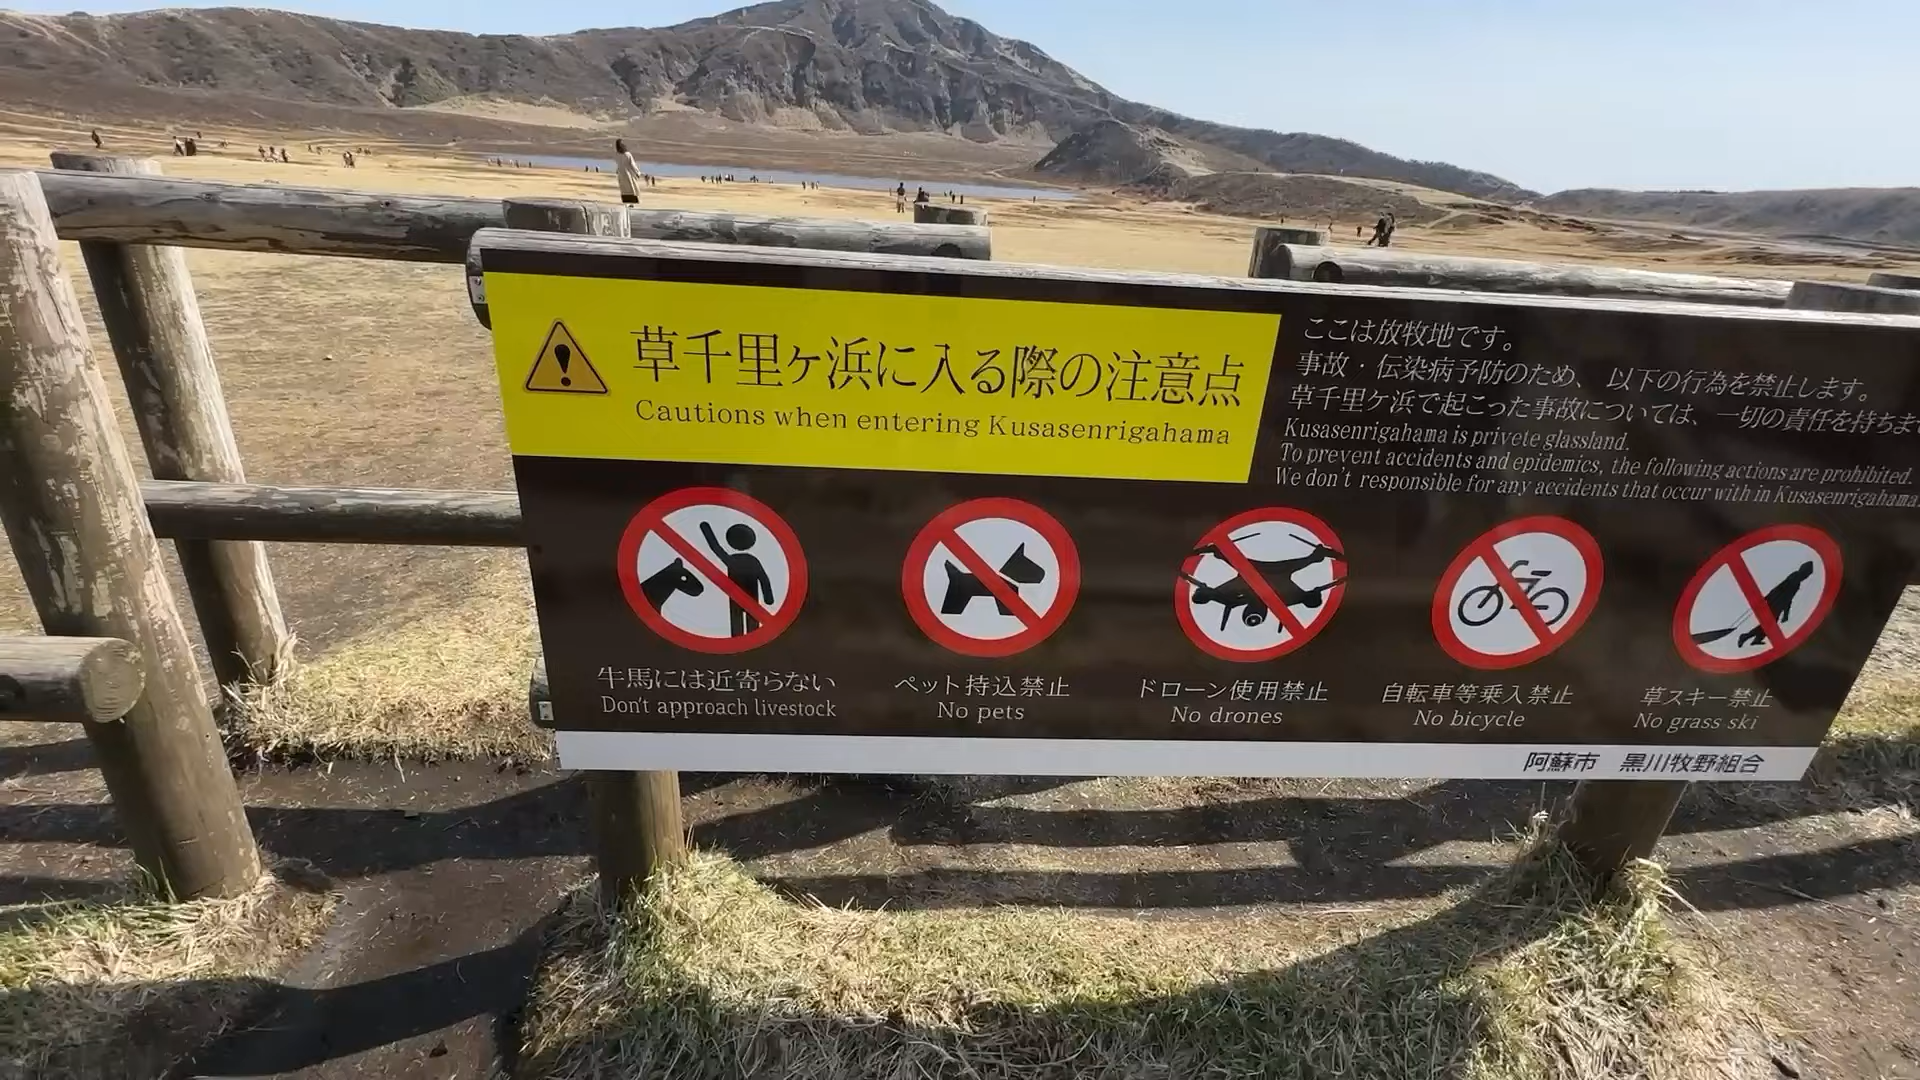 草千里ヶ浜に入る際の注意点
Cautions when entering Kusasenrigahama
ここは放牧地です。
事故・伝染病予防のため、以下の行為を禁止します。
草千里ケ浜で起こった事故については、一切の責任を持ちま
Kusasenrigahama is privete glassland.
To prevent accidents and epidemics, the following actions are prohibited.
We don't responsible for any accidents that occur with in Kusasenrigahama
牛馬には近寄らない
Don't approach livestock
ペット持込禁止
No pets
ドローン使用禁止
No drones
自転車等乗入禁止
No bicycle
草スキー禁止
No grass ski
阿蘇市 黒川牧野組合